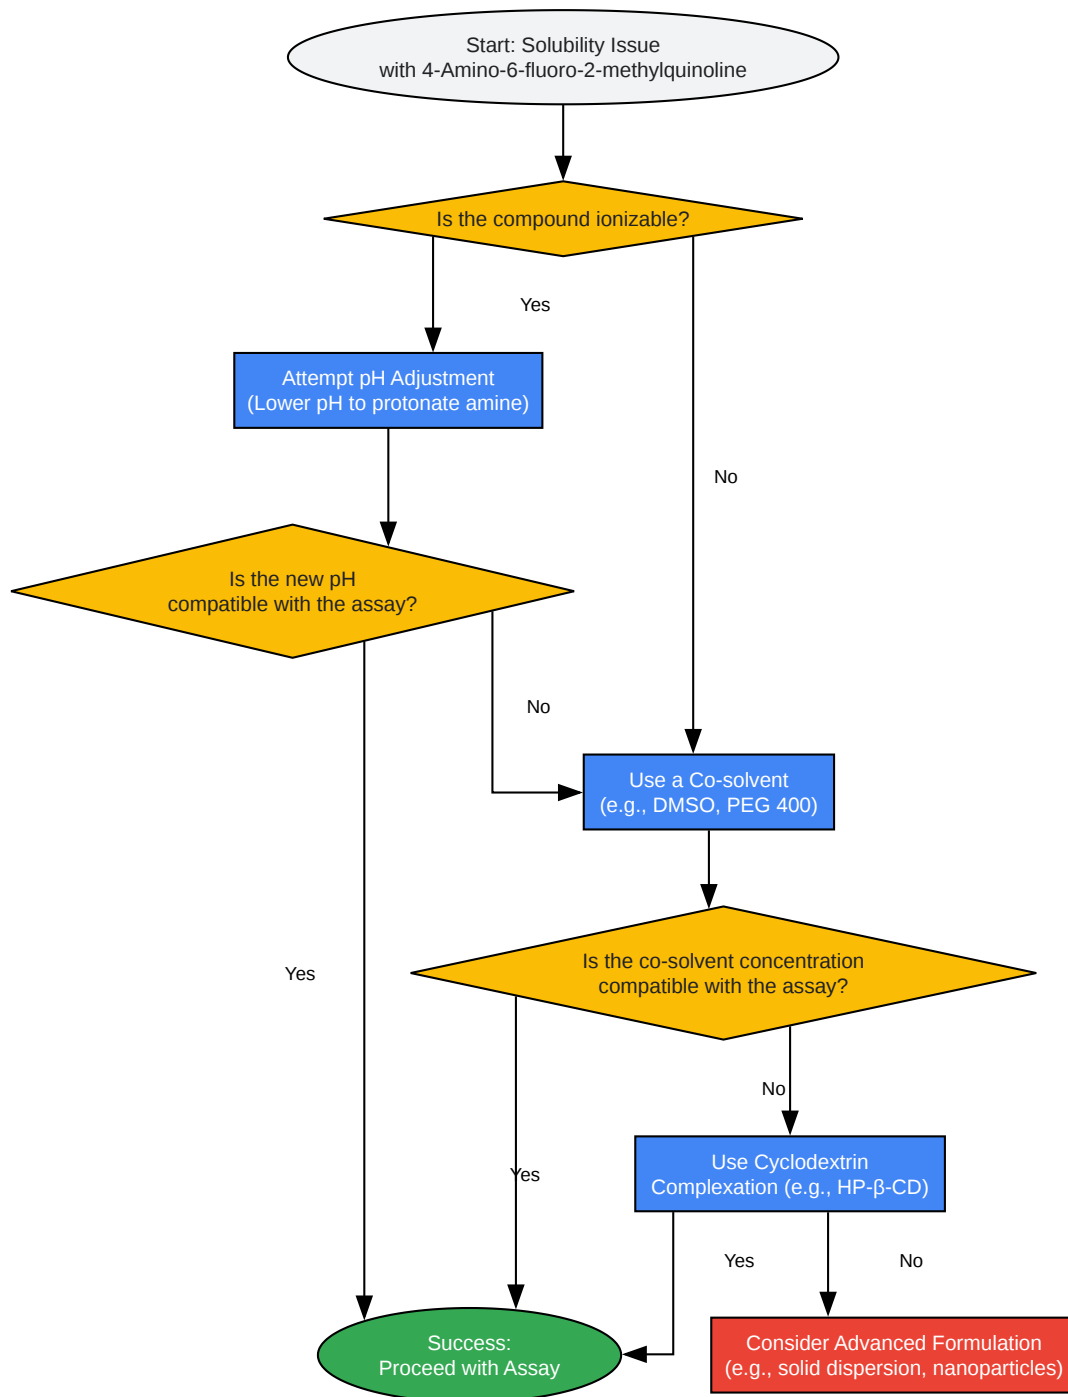 Start: Solubility Issue
with 4-Amino-6-fluoro-2-methylquinoline
Is the compound ionizable?
Yes
Attempt pH Adjustment
(Lower pH to protonate amine)
No
Is the new pH
compatible with the assay?
No
Use a Co-solvent
(e.g., DMSO, PEG 400)
Yes
Is the co-solvent concentration
compatible with the assay?
No
Yes
Use Cyclodextrin
Complexation (e.g., HP-β-CD)
Yes
No
Success:
Proceed with Assay
Consider Advanced Formulation
(e.g., solid dispersion, nanoparticles)